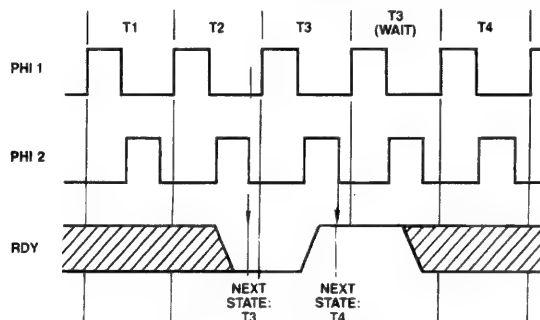 T1 T2 T3 T3 (WAIT) T4
PHI 1
PHI 2
RDY
NEXT STATE: T3
NEXT STATE: T4